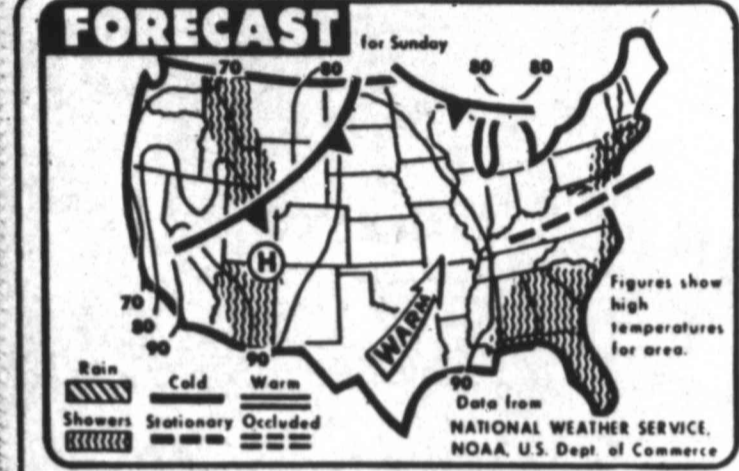 FORECAST
for Sunday
70 80 80 80
H
WARM
70
80
90
90
90
Figures show
high
temperatures
for area.
Rain
Cold Warm
Showers Stationary Occluded
Data from
NATIONAL WEATHER SERVICE,
NOAA, U.S. Dept. of Commerce